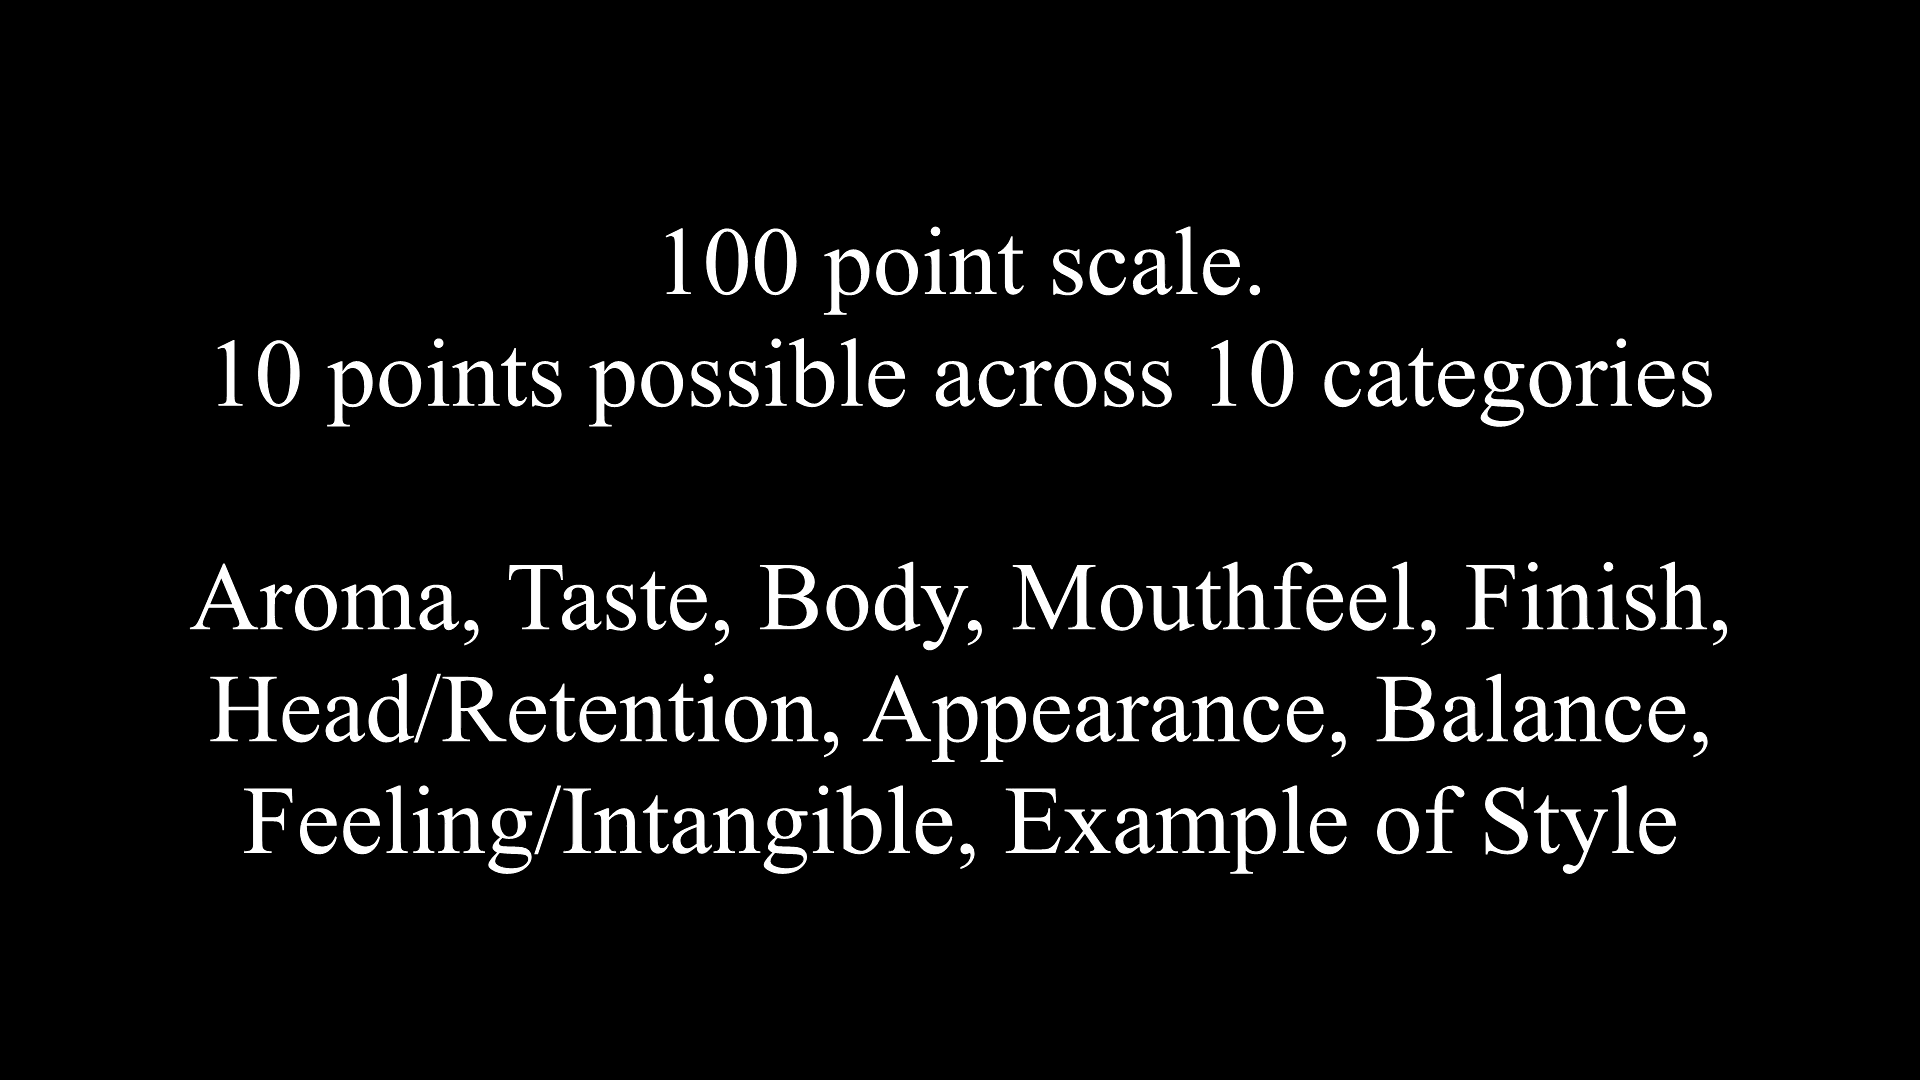 100 point scale.
10 points possible across 10 categories
Aroma, Taste, Body, Mouthfeel, Finish,
Head/Retention, Appearance, Balance,
Feeling/Intangible, Example of Style